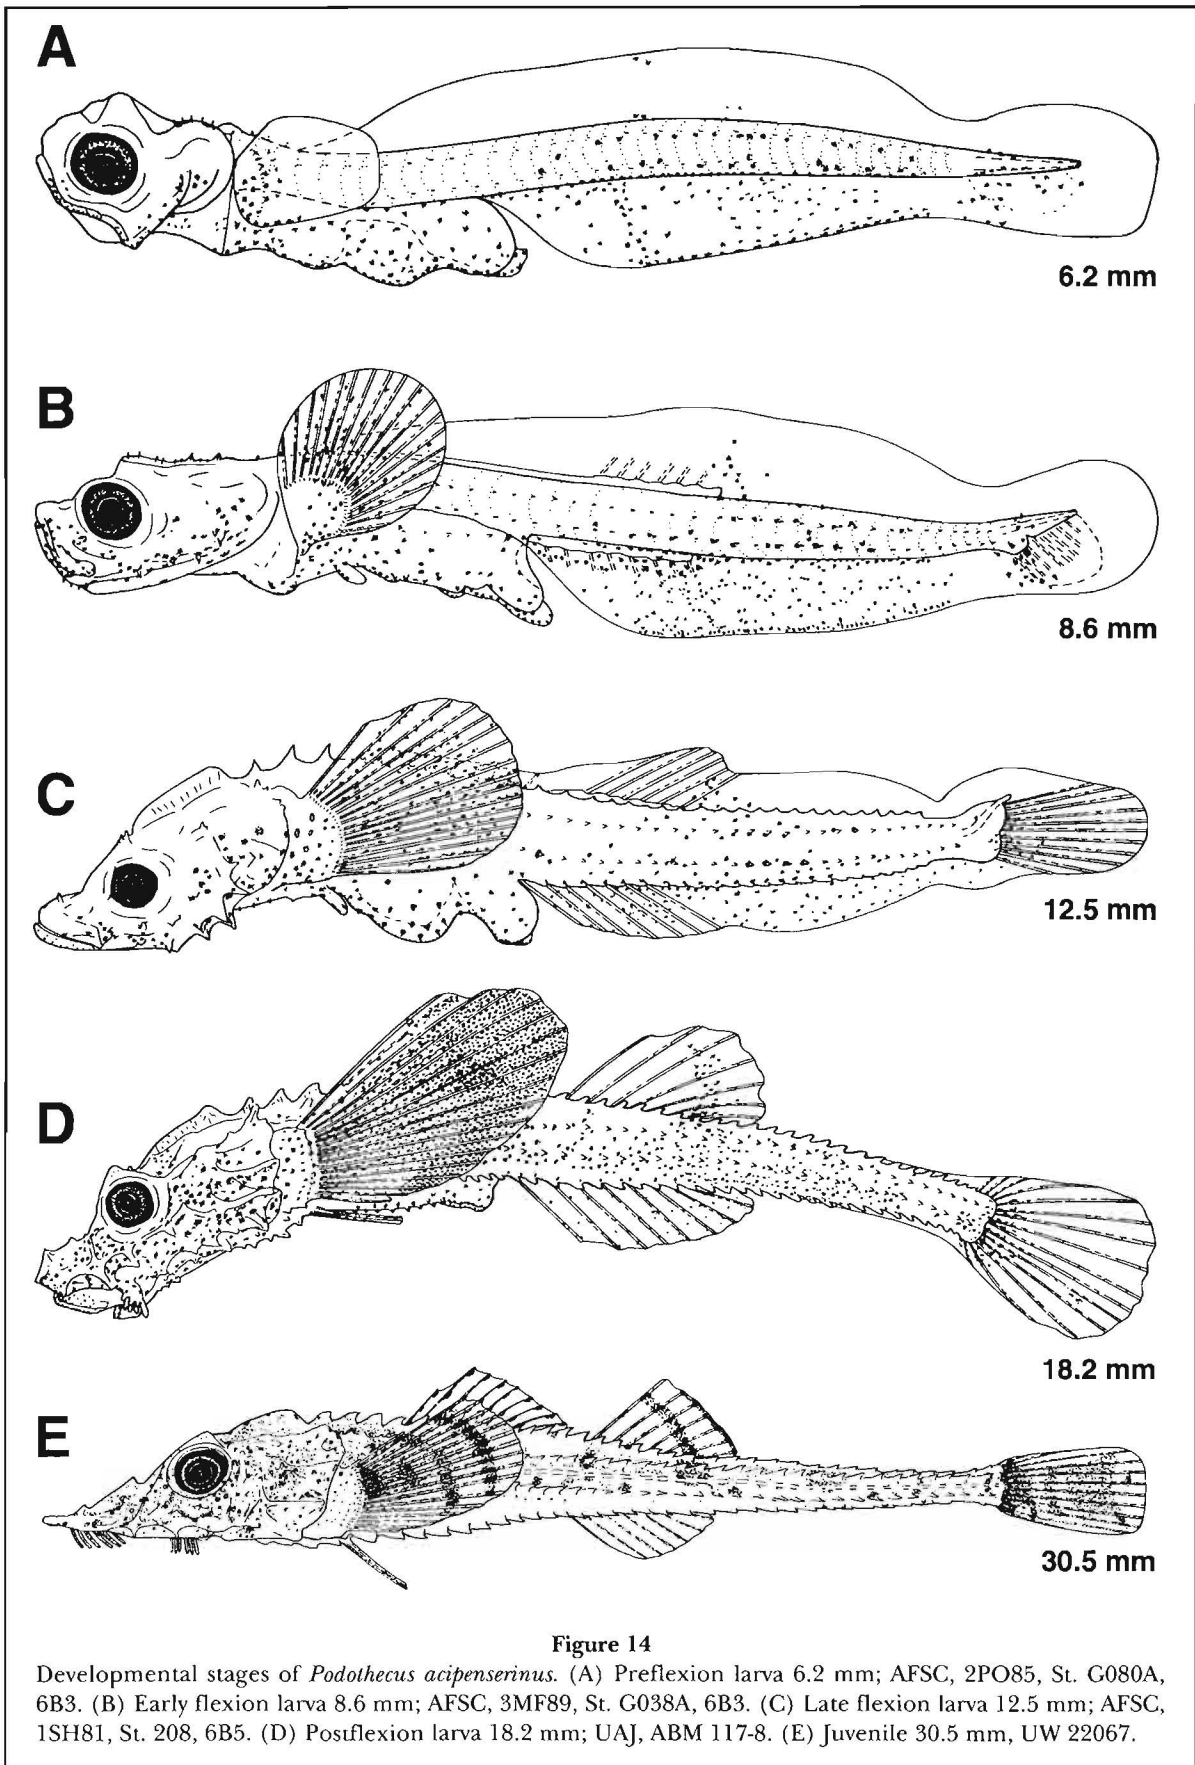 A
6.2 mm
B
8.6 mm
C
12.5 mm
D
18.2 mm
E
30.5 mm
Figure 14
Developmental stages of Podothecus acipenserinus. (A) Preflexion larva 6.2 mm; AFSC, 2PO85, St. G080A,
6B3. (B) Early flexion larva 8.6 mm; AFSC, 3MF89, St. G038A, 6B3. (C) Late flexion larva 12.5 mm; AFSC,
1SH81, St. 208, 6B5. (D) Postflexion larva 18.2 mm; UAJ, ABM 117-8. (E) Juvenile 30.5 mm, UW 22067.